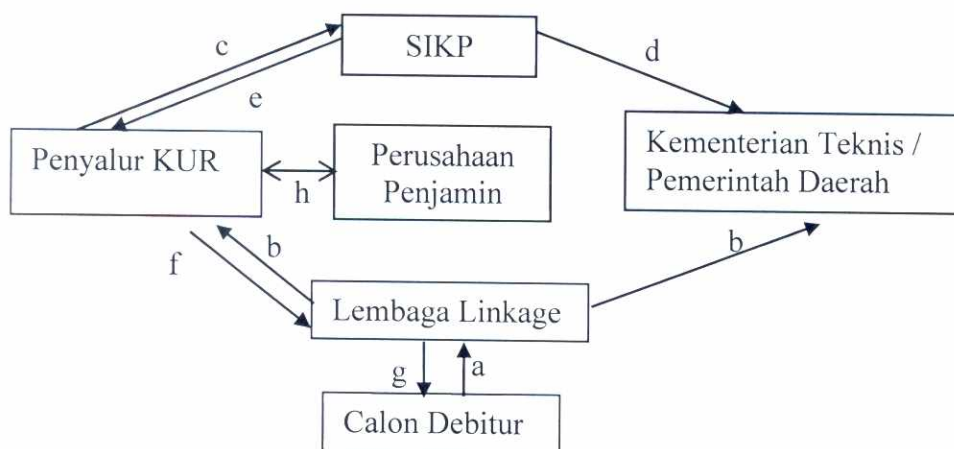 c
SIKP
d
e
Penyalur KUR
h
Perusahaan
Penjamin
Kementerian Teknis /
Pemerintah Daerah
f
b
b
Lembaga Linkage
g
a
Calon Debitur